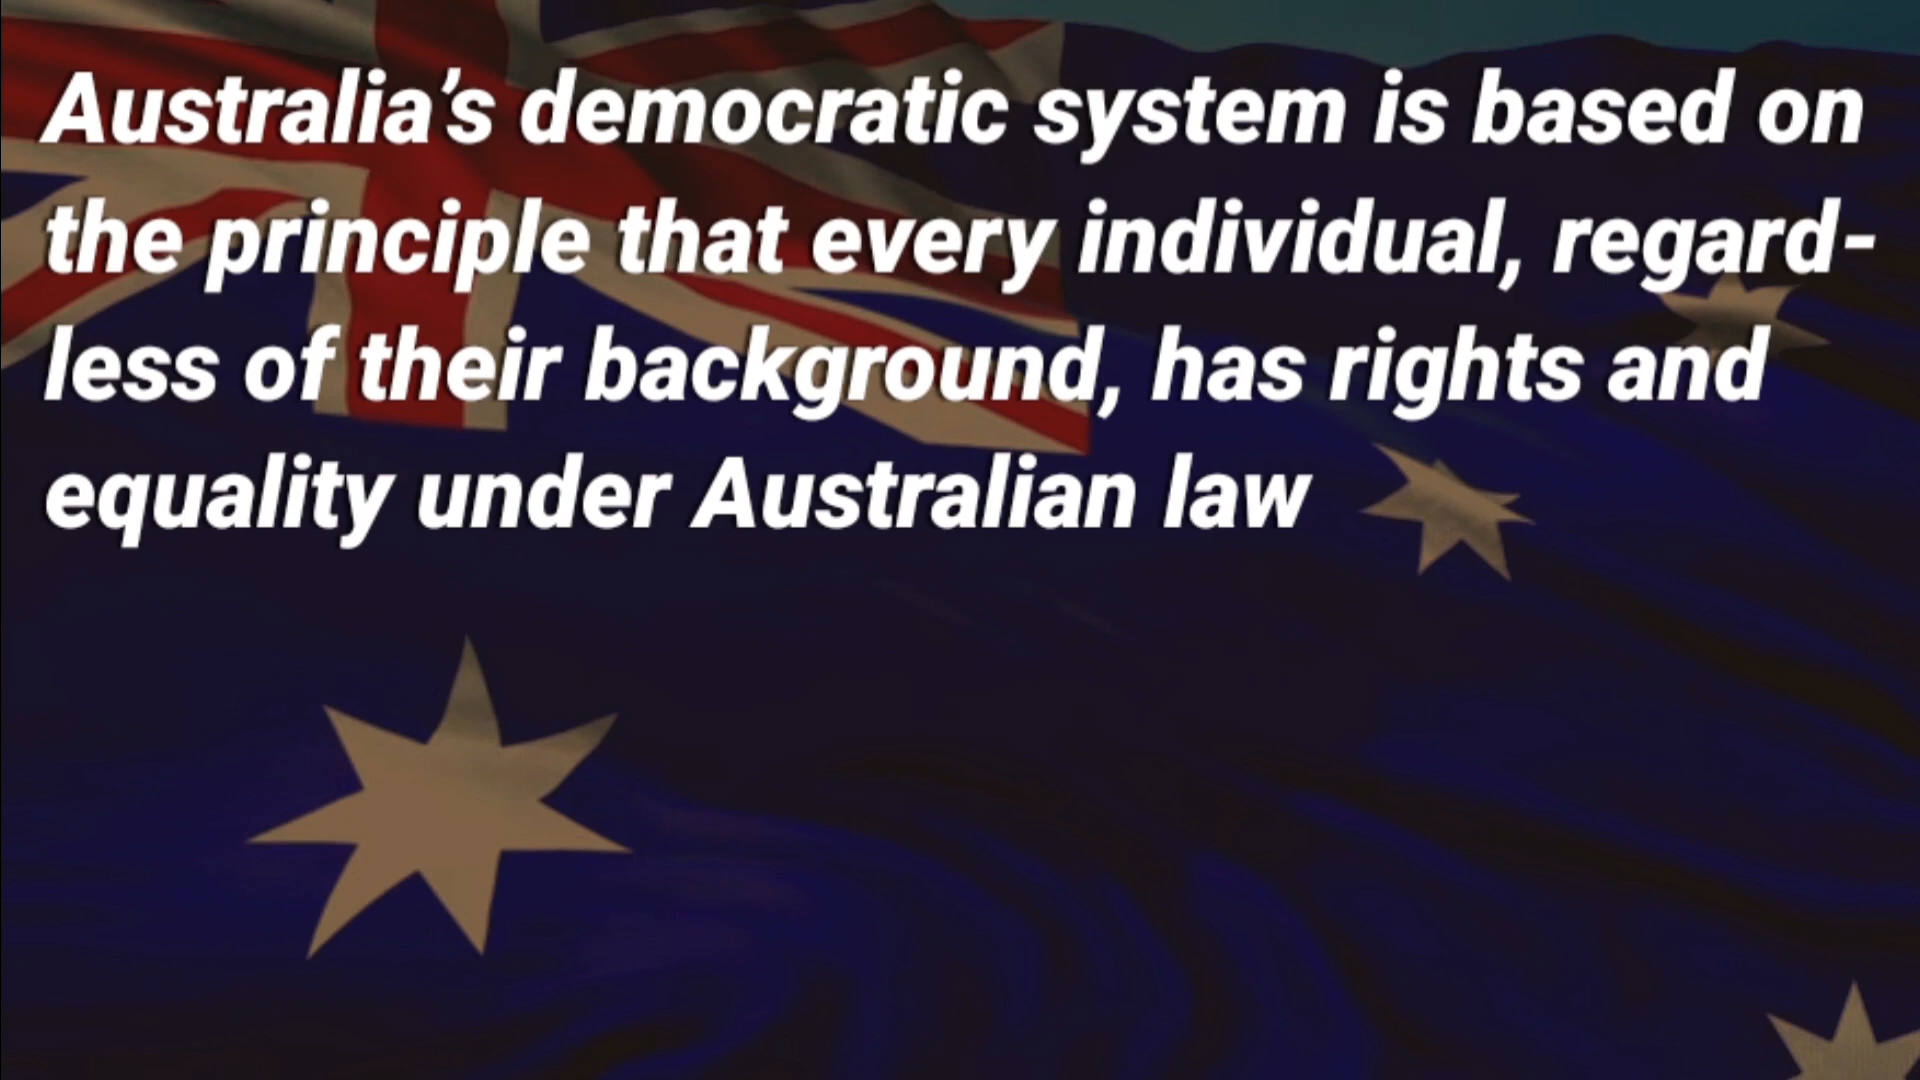 Australia’s democratic system is based on
the principle that every individual, regard-
less of their background, has rights and
equality under Australian law